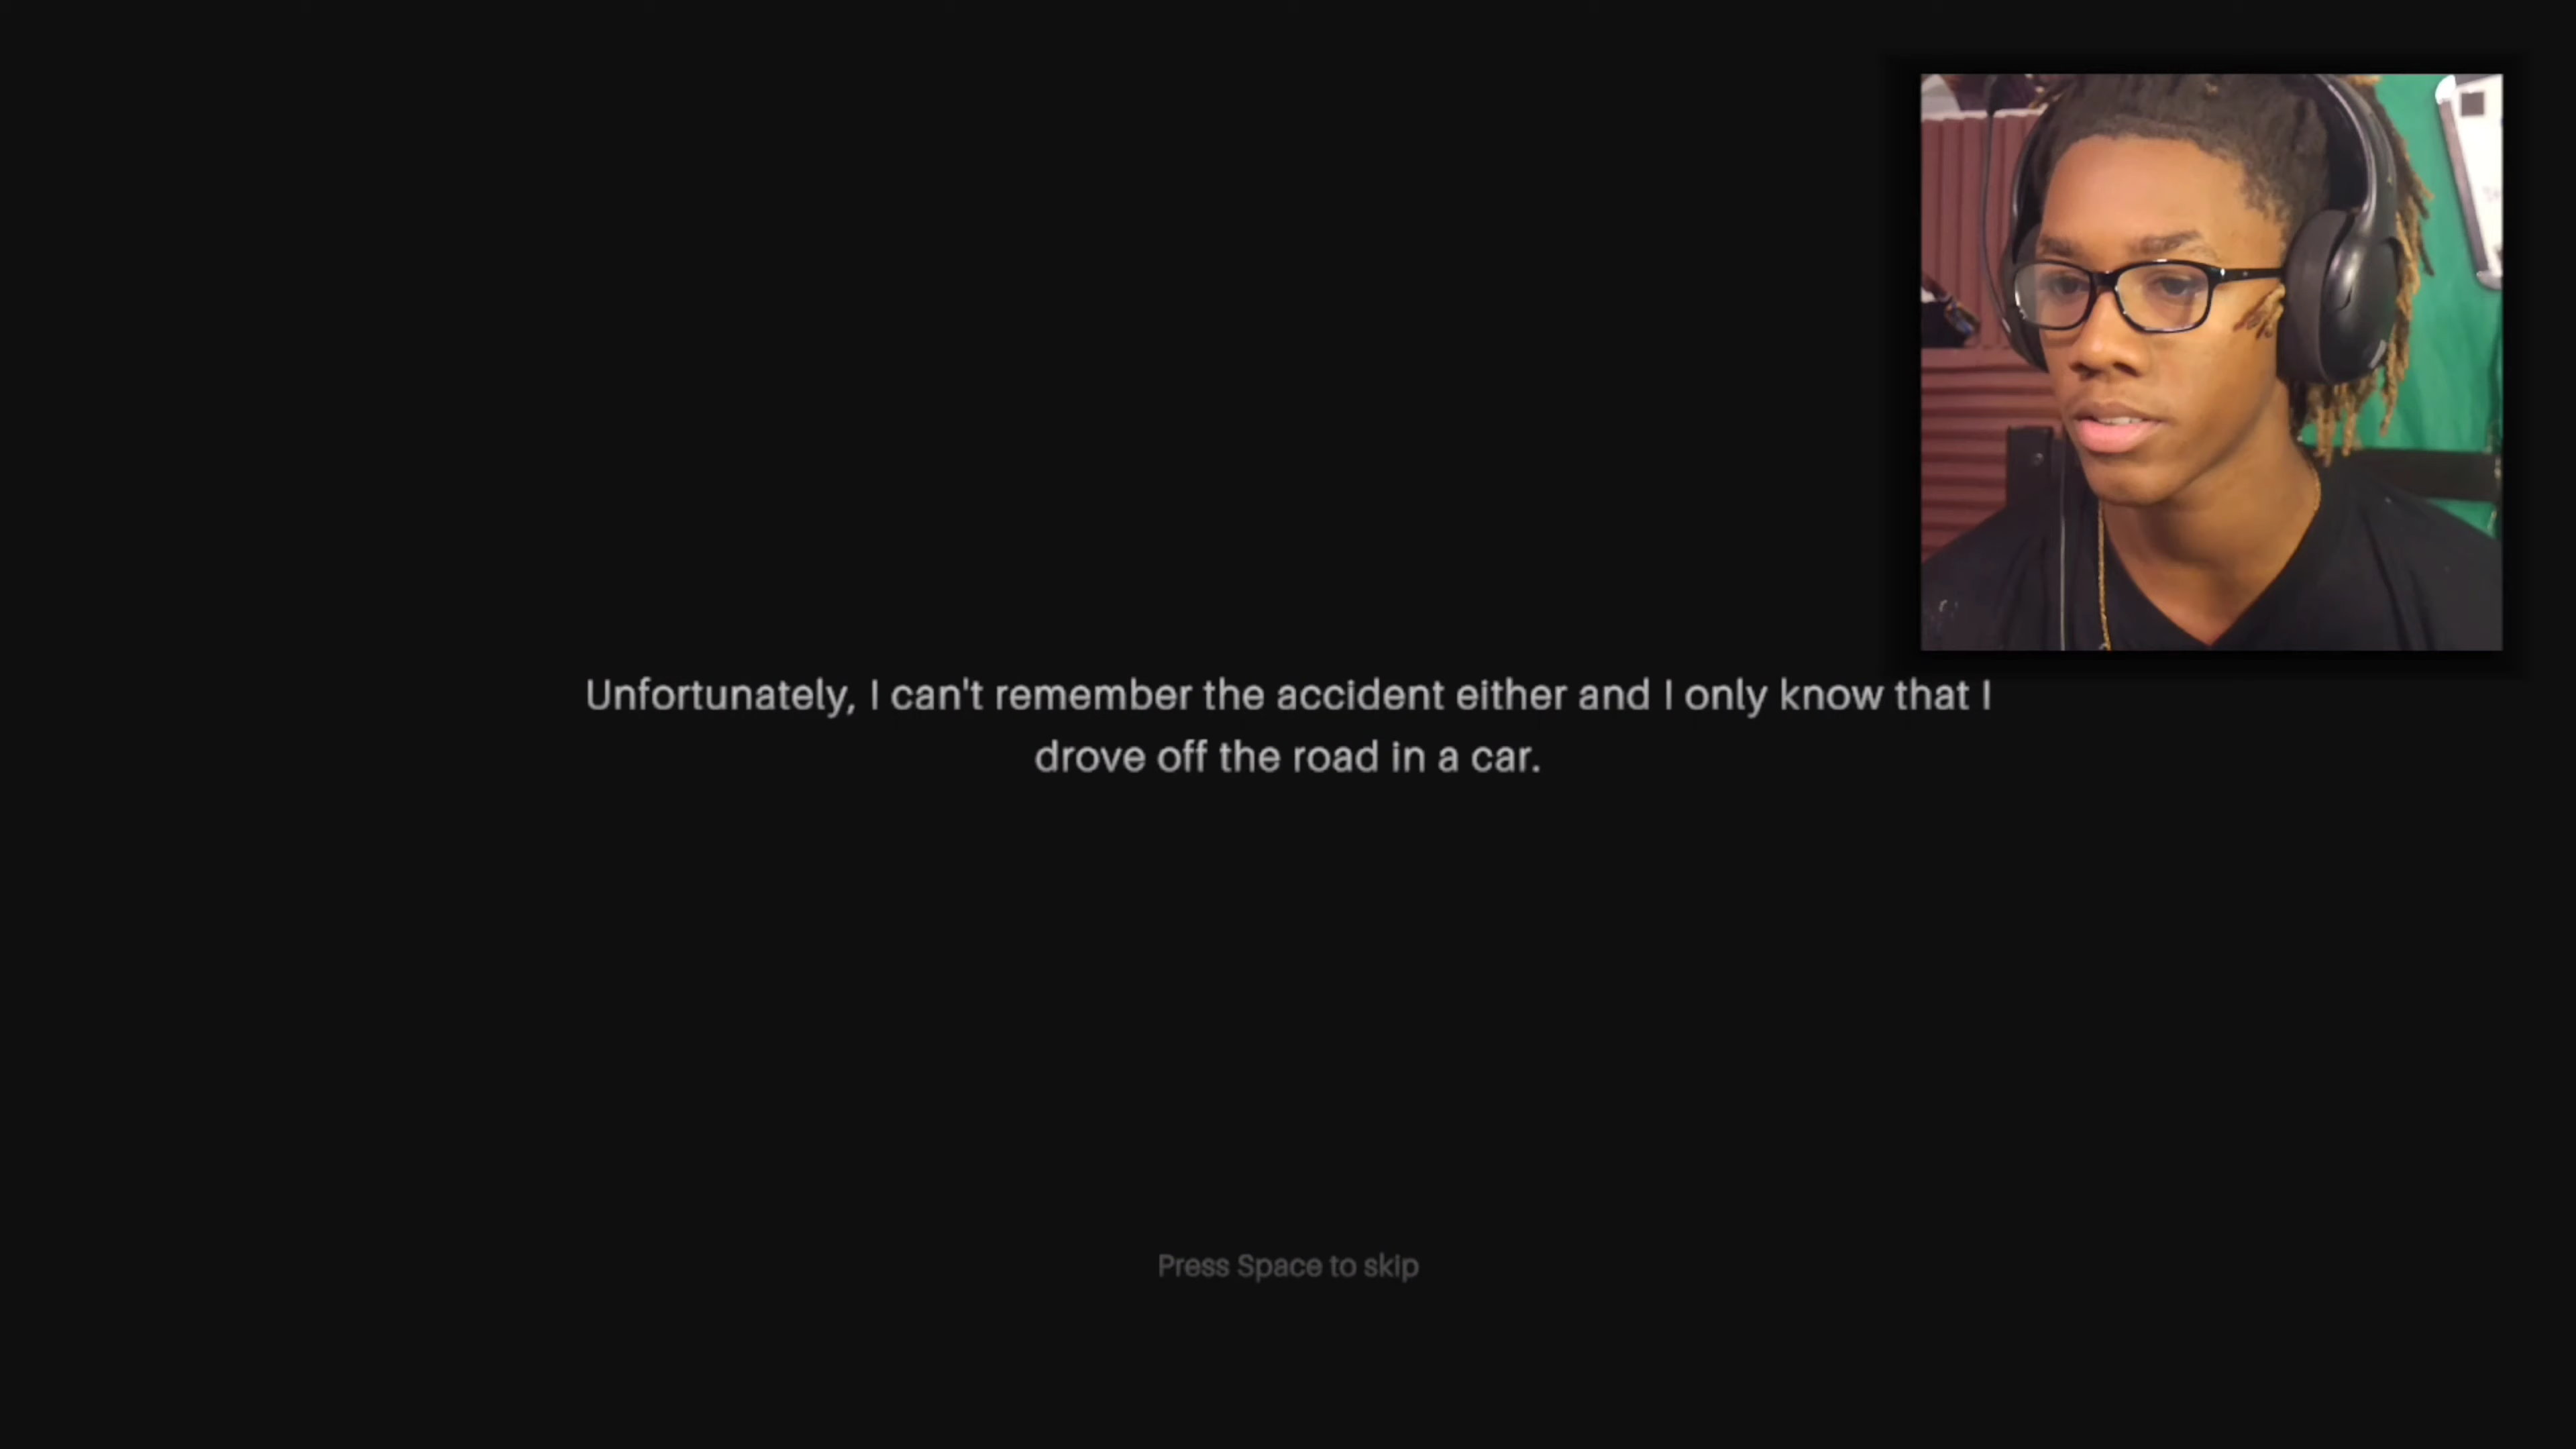 Unfortunately, I can't remember the accident either and I only know that I
drove off the road in a car.
Press Space to skip